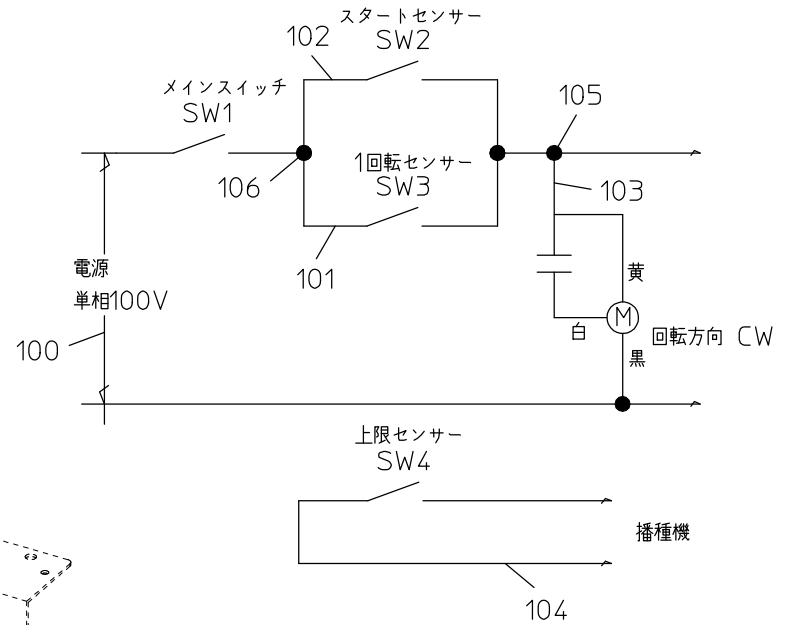 スタートセンサー
102
SW2
メインスイッチ
SW1
105
1回転センサー
SW3
106
103
101
電源
単相100V
黄
100
M
白
回転方向 CW
黒
上限センサー
SW4
播種機
104